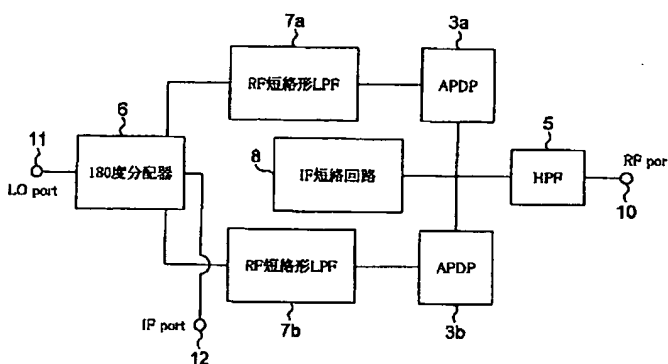 7a
3a
RF短絡形LPF
APDP
6
11
5
LO port
180度分配器
8
IF短絡回路
HPF
RF por
10
RF短絡形LPF
APDP
IF port
12
7b
3b